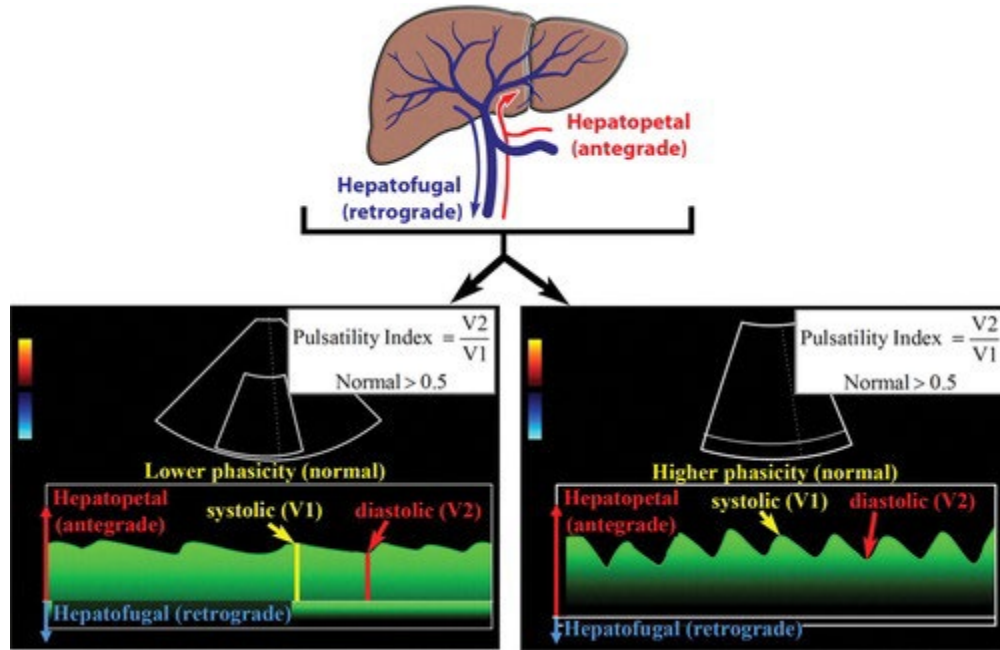 Hepatopetal
(antegrade)
Hepatofugal
(retrograde)
Pulsatility Index = V2
V1
Normal > 0.5
Lower phasicity (normal)
Hepatopetal
(antegrade)
systolic (V1)
diastolic (V2)
Hepatofugal (retrograde)
Pulsatility Index = V2
V1
Normal > 0.5
Higher phasicity (normal)
Hepatopetal
(antegrade)
systolic (V1)
diastolic (V2)
Hepatofugal (retrograde)